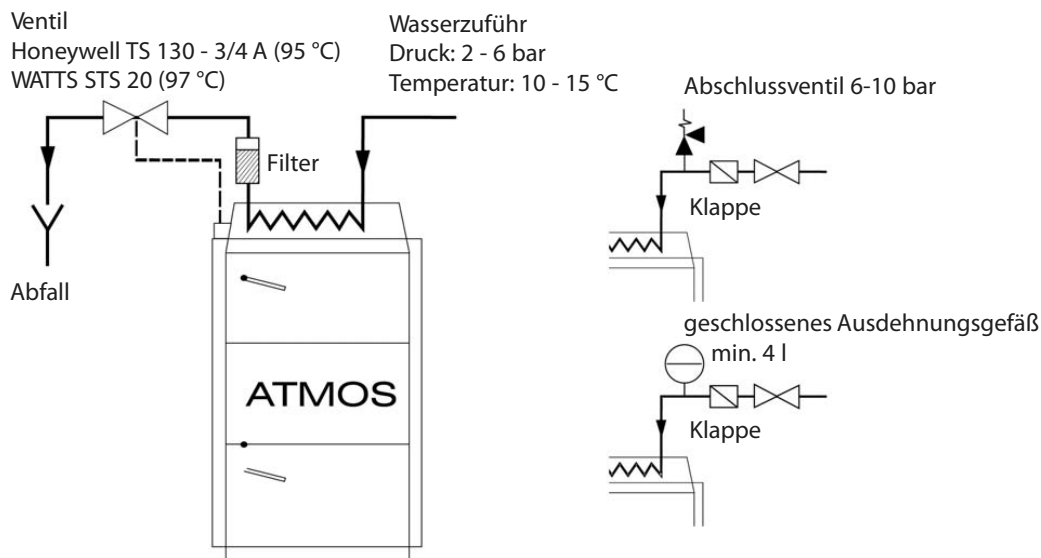 Ventil
Honeywell TS 130 - 3/4 A (95 °C)
WATTS STS 20 (97 °C)
Wasserzuführ
Druck: 2 - 6 bar
Temperatur: 10 - 15 °C
Abschlussventil 6-10 bar
Filter
Klappe
Abfall
geschlossenes Ausdehnungsgefäß
min. 4 l
ATMOS
Klappe